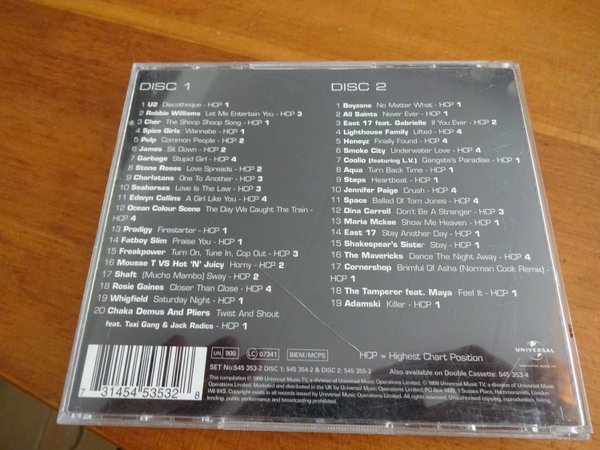 DISC 1
1 U2 Discotheque - HCP 1
2 Robbie Williams Let Me Entertain You - HCP 3
3 Cher The Shoop Shoop Song - HCP 1
4 Spice Girls Wannabe - HCP 1
5 Pulp Common People - HCP 2
6 James Sit Down - HCP 2
7 Garbage Stupid Girl - HCP 4
8 Stone Roses Love Spreads - HCP 2
9 Charlatans One To Another - HCP 3
10 Seahorses Love Is The Law - HCP 3
11 Edwyn Collins A Girl Like You - HCP 4
12 Ocean Colour Scene The Day We Caught The Train -
HCP 4
13 Prodigy Firestarter - HCP 1
14 Fatboy Slim Praise You - HCP 1
15 Freakpower Turn On, Tune In, Cop Out - HCP 3
16 Mousse T VS Hot 'N' Juicy Horny - HCP 2
17 Shaft (Mucho Mambo) Sway - HCP 2
18 Rosie Gaines Closer Than Close - HCP 4
19 Whigfield Saturday Night - HCP 1
20 Chaka Demus And Pliers Twist And Shout
feat. Taxi Gang & Jack Radics - HCP 1
DISC 2
1 Boyzone No Matter What - HCP 1
2 All Saints Never Ever - HCP 1
3 East 17 feat. Gabrielle If You Ever - HCP 2
4 Lighthouse Family Lifted - HCP 4
5 Honeyz Finally Found - HCP 4
6 Smoke City Underwater Love - HCP 4
7 Coolio (featuring L.V.) Gangsta's Paradise - HCP 1
8 Aqua Turn Back Time - HCP 1
9 Steps Heartbeat - HCP 1
10 Jennifer Paige Crush - HCP 4
11 Space Ballad Of Tom Jones - HCP 4
12 Dina Carroll Don't Be A Stranger - HCP 3
13 Maria Mckee Show Me Heaven - HCP 1
14 East 17 Stay Another Day - HCP 1
15 Shakespear's Sister Stay - HCP 1
16 The Mavericks Dance The Night Away - HCP 4
17 Cornershop Brimful Of Asha (Norman Cook Remix) -
HCP 1
18 The Tamperer feat. Maya Feel It - HCP 1
19 Adamski Killer - HCP 1
HCP = Highest Chart Position
UNIVERSAL
UN 900 LC 07341 BIEM/MCPS
SET No:545 353-2 DISC 1: 545 354-2 & DISC 2: 545 355-2
Also available on Double Cassette: 545 353-4
7 31454 53532 8